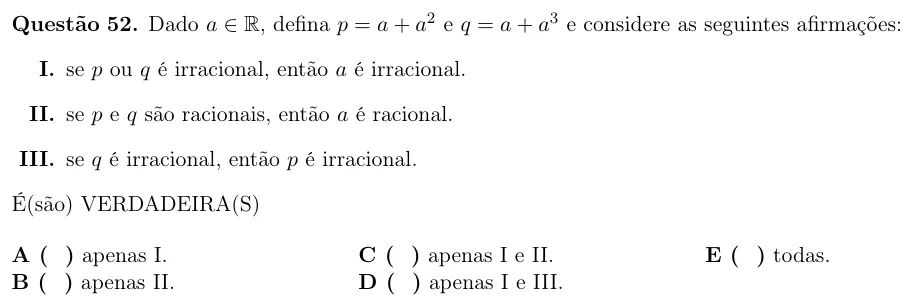 Questão 52. Dado a ∈ ℝ, defina p = a + a² e q = a + a³ e considere as seguintes afirmações:
I. se p ou q é irracional, então a é irracional.
II. se p e q são racionais, então a é racional.
III. se q é irracional, então p é irracional.
É(são) VERDADEIRA(S)
A ( ) apenas I. C ( ) apenas I e II. E ( ) todas.
B ( ) apenas II. D ( ) apenas I e III.